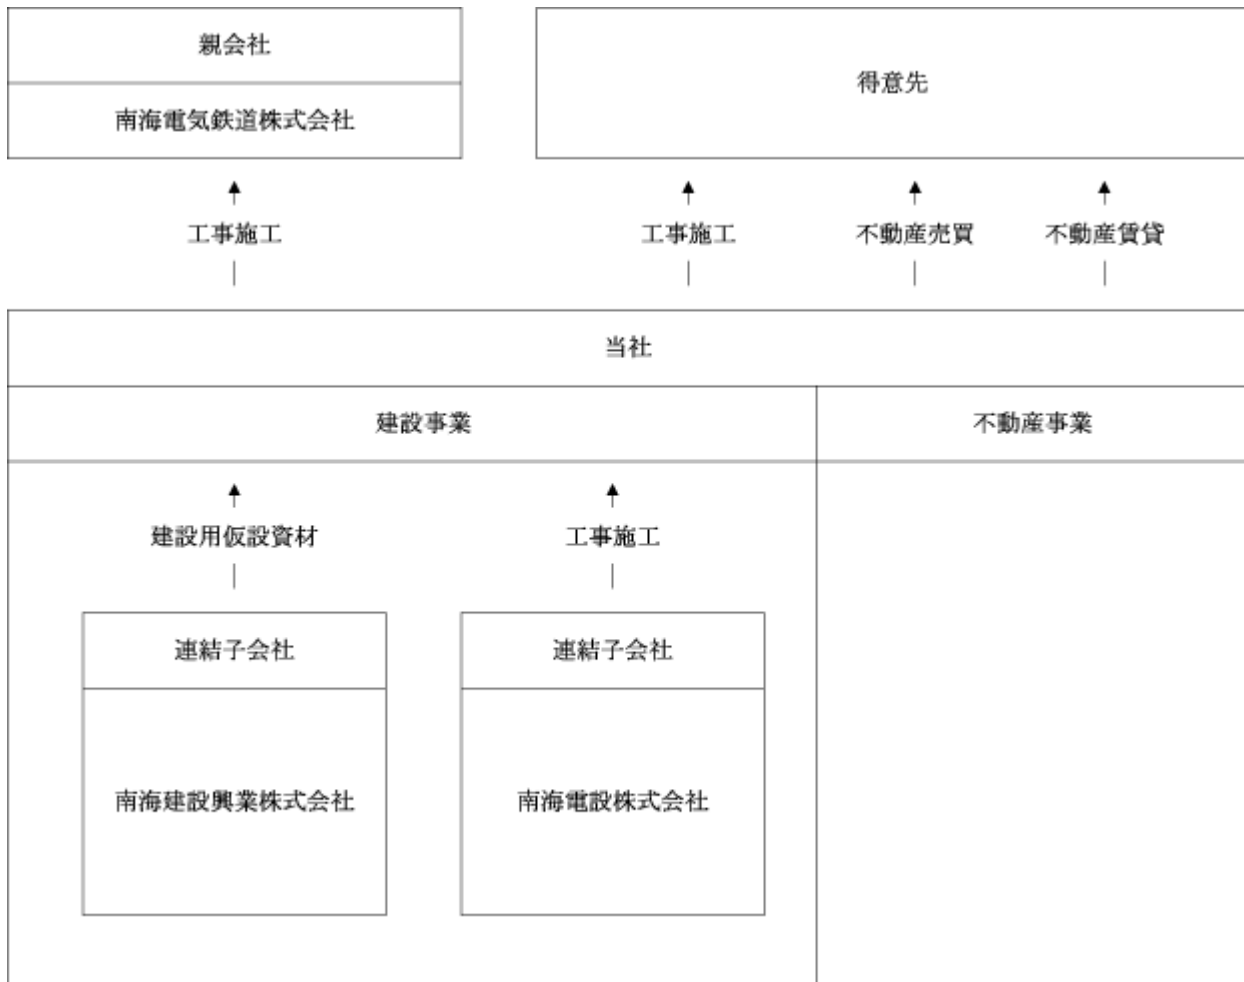 親会社
南海電気鉄道株式会社
得意先
工事施工
工事施工
不動産売買
不動産賃貸
当社
建設事業
不動産事業
建設用仮設資材
工事施工
連結子会社
南海建設興業株式会社
連結子会社
南海電設株式会社